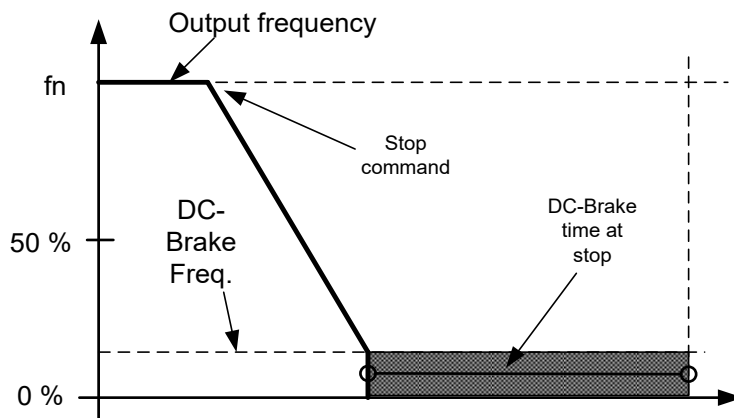 Output frequency
fn
Stop
command
DC-
Brake
Freq.
DC-Brake
time at
stop
50 %
0 %